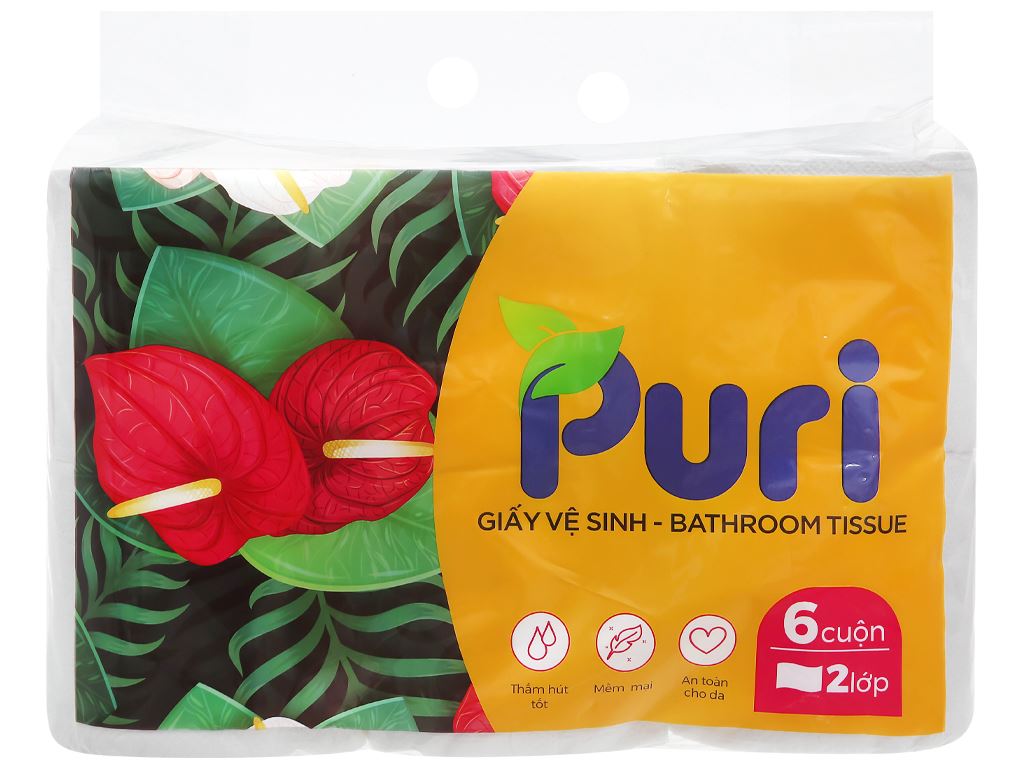 Puri
GIẤY VỆ SINH - BATHROOM TISSUE
Thấm hút
tốt
Mềm mại
An toàn
cho da
6 cuộn
2 lớp